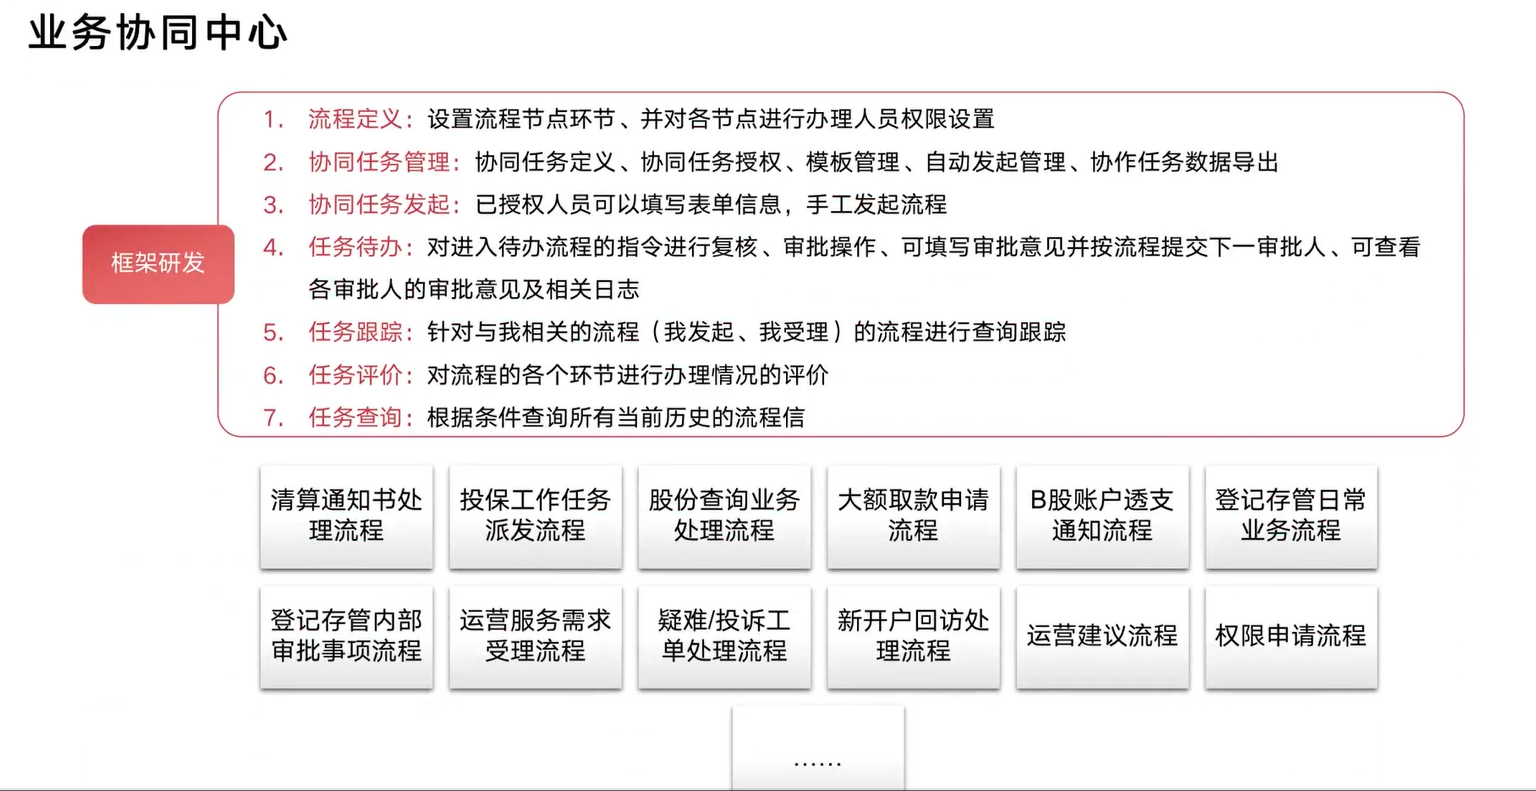 业务协同中心
1. 流程定义：设置流程节点环节、并对各节点进行办理人员权限设置
2. 协同任务管理：协同任务定义、协同任务授权、模板管理、自动发起管理、协作任务数据导出
3. 协同任务发起：已授权人员可以填写表单信息，手工发起流程
框架研发
4. 任务待办：对进入待办流程的指令进行复核、审批操作、可填写审批意见并按流程提交下一审批人、可查看
各审批人的审批意见及相关日志
5. 任务跟踪：针对与我相关的流程（我发起、我受理）的流程进行查询跟踪
6. 任务评价：对流程的各个环节进行办理情况的评价
7. 任务查询：根据条件查询所有当前历史的流程信
清算通知书处
理流程
投保工作任务
派发流程
股份查询业务
处理流程
大额取款申请
流程
B股账户透支
通知流程
登记存管日常
业务流程
登记存管内部
审批事项流程
运营服务需求
受理流程
疑难/投诉工
单处理流程
新开户回访处
理流程
运营建议流程
权限申请流程
......